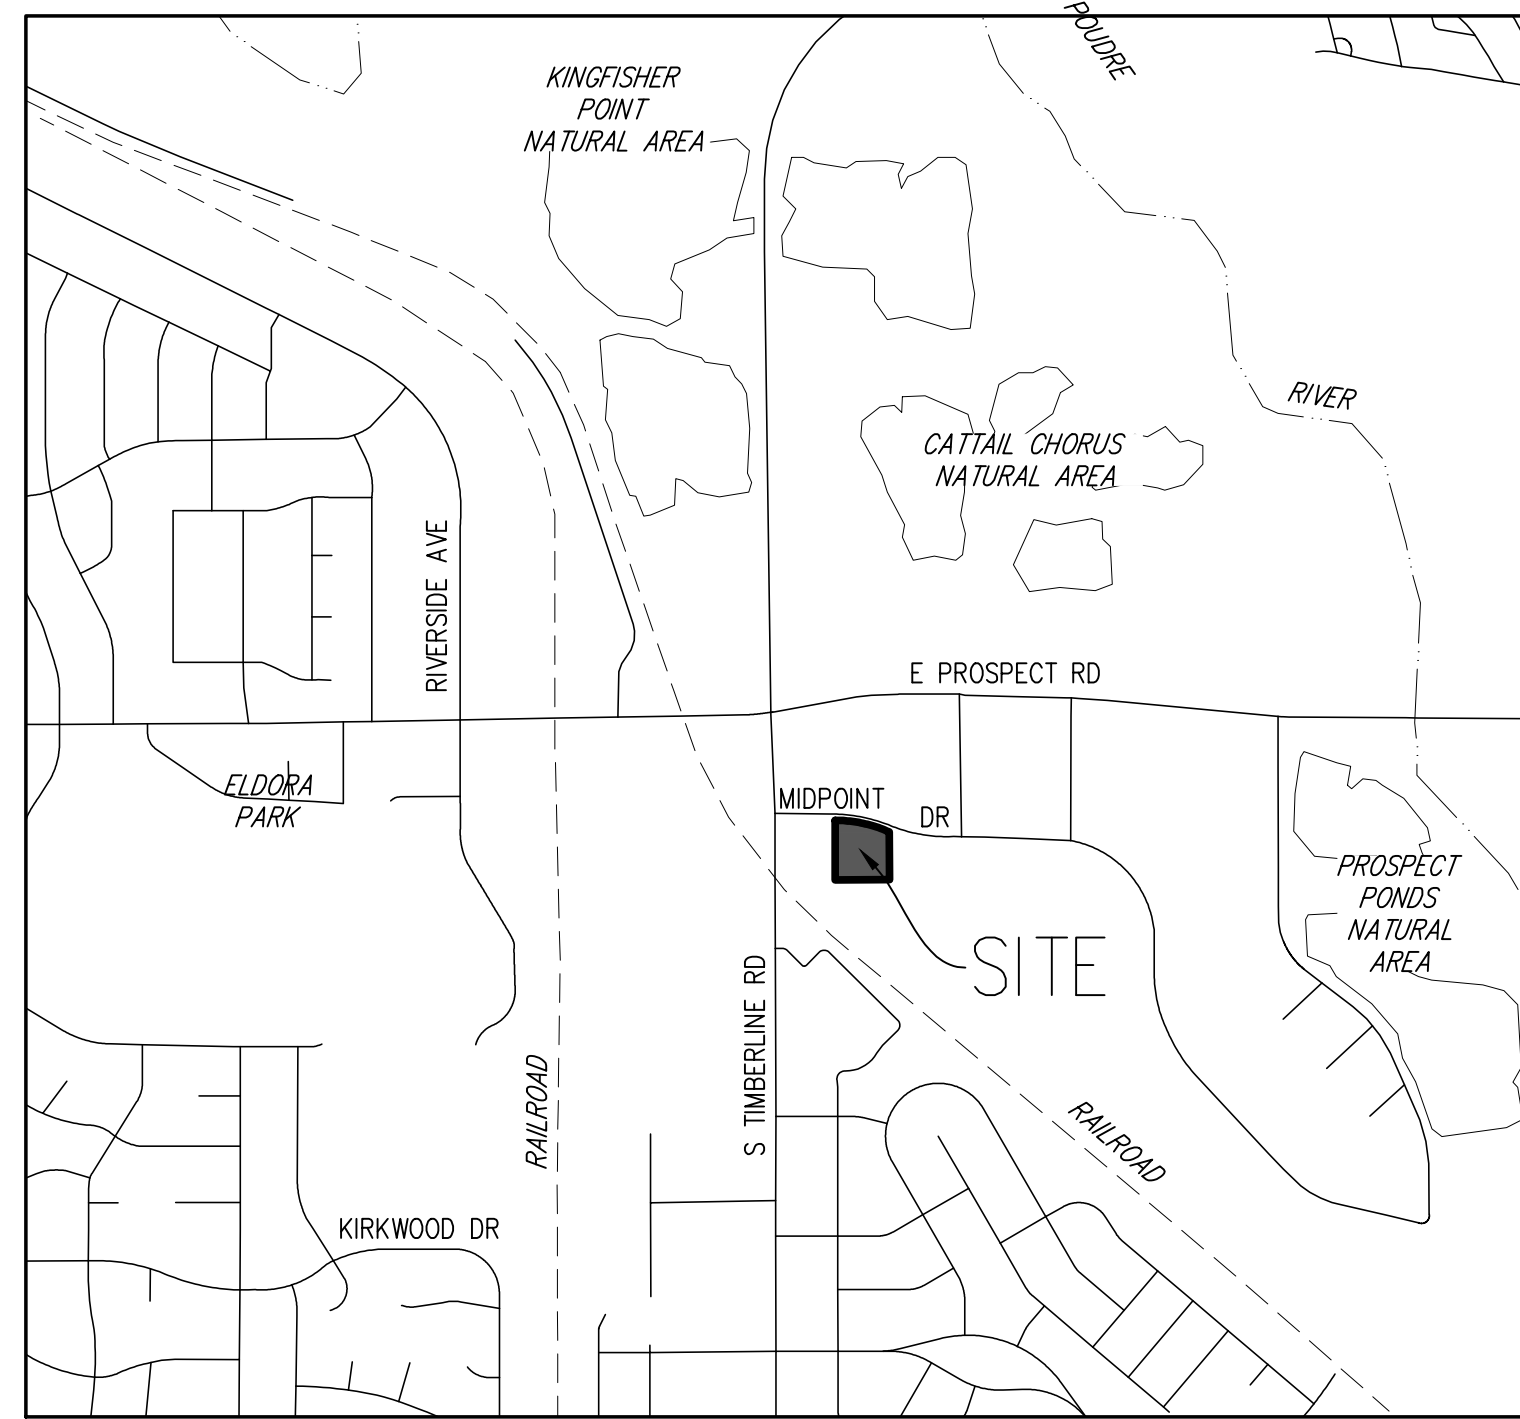 POUDRE
KINGFISHER
POINT
NATURAL AREA
RIVER
CATTAIL CHORUS
NATURAL AREA
RIVERSIDE AVE
E PROSPECT RD
ELDORA
PARK
MIDPOINT
DR
PROSPECT
PONDS
NATURAL
AREA
SITE
S TIMBERLINE RD
RAILROAD
RAILROAD
KIRKWOOD DR